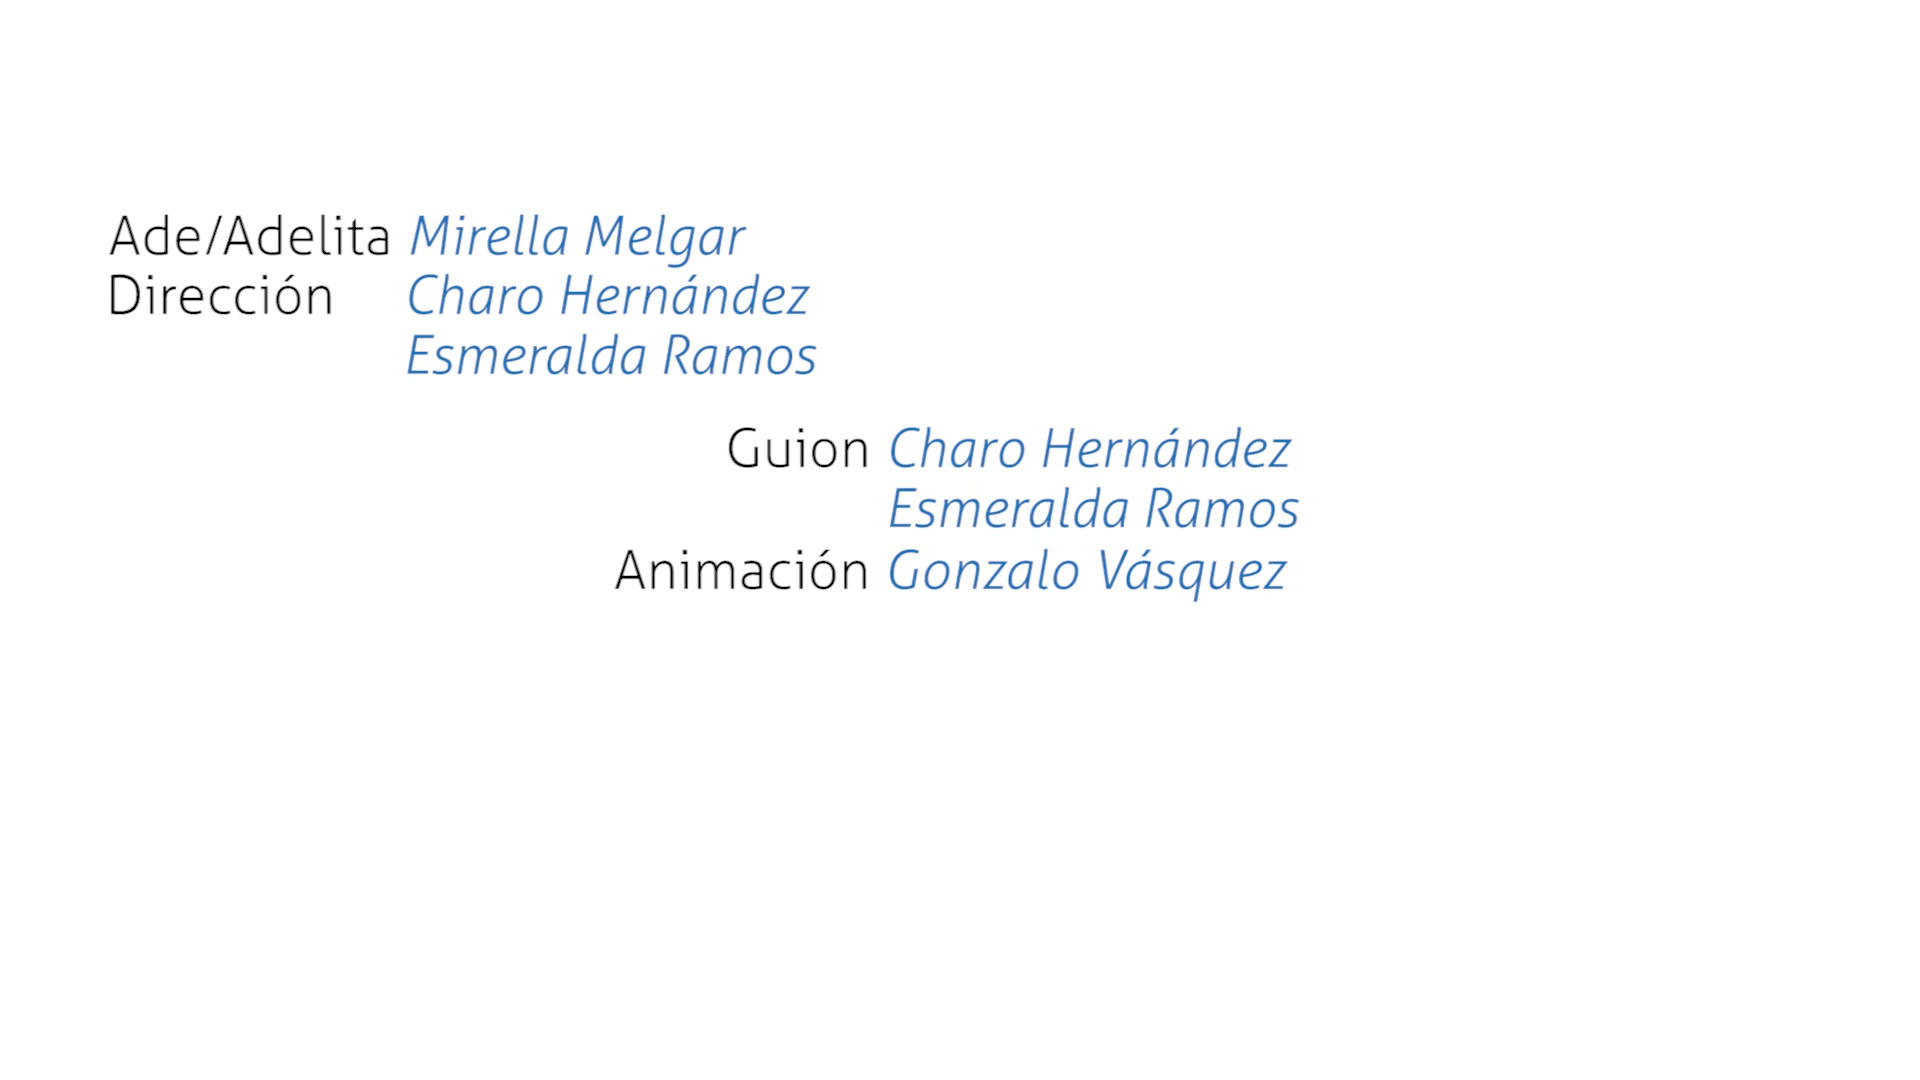 Ade/Adelita Mirella Melgar
Dirección Charo Hernández
Esmeralda Ramos
Guion Charo Hernández
Esmeralda Ramos
Animación Gonzalo Vásquez